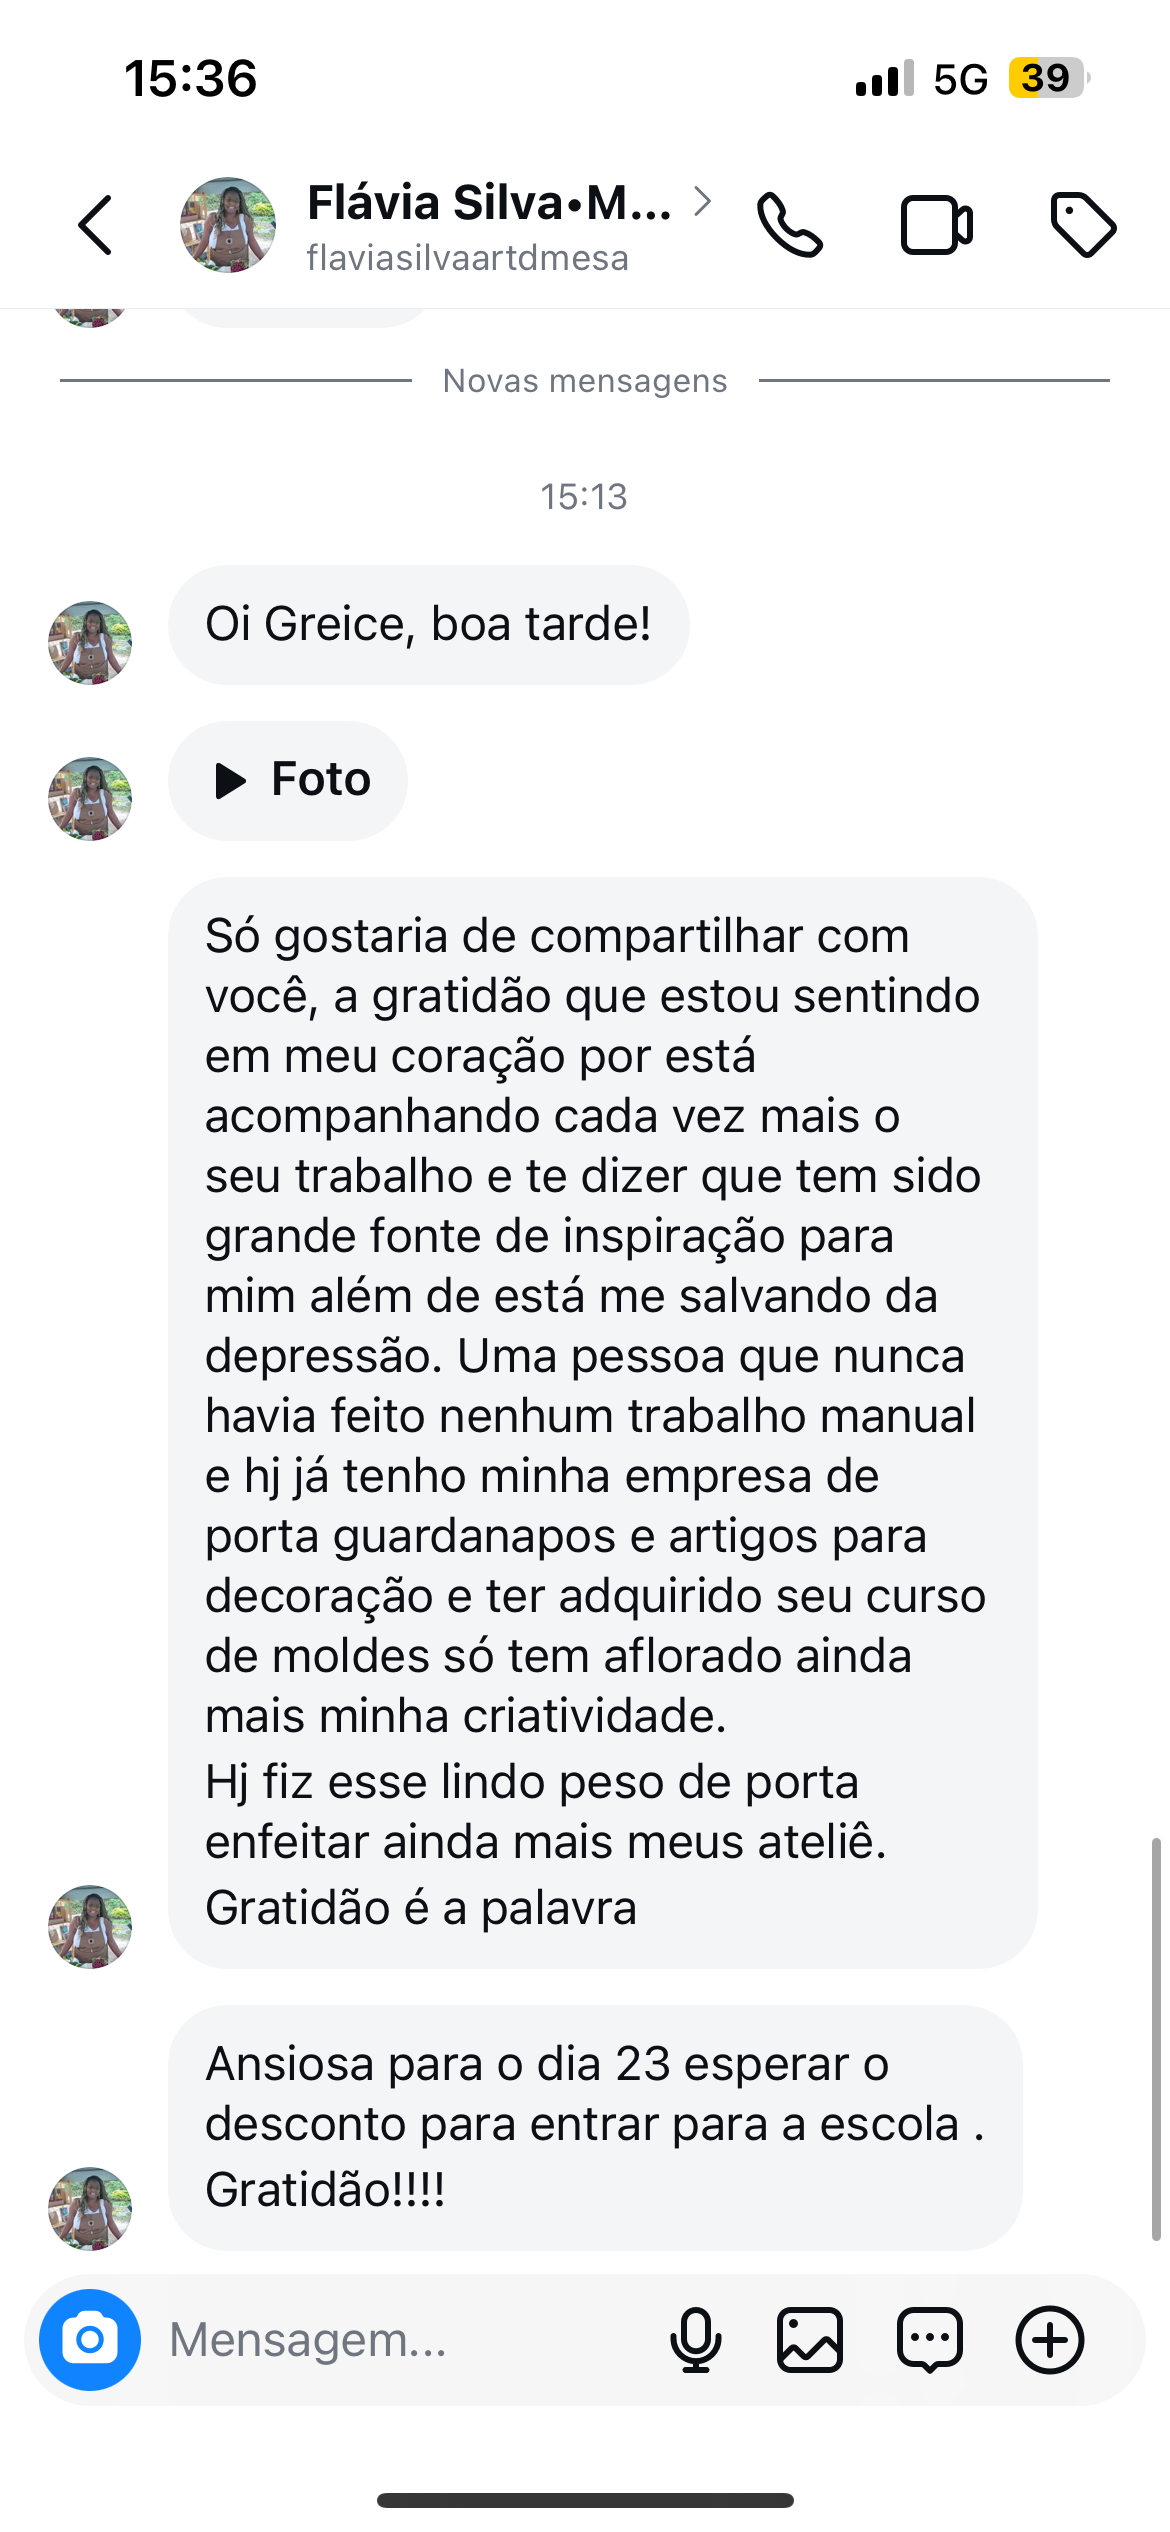 15:36
5G
39
Flávia Silva•M...
flaviasilvaartdmesa
Novas mensagens
15:13
Oi Greice, boa tarde!
Foto
Só gostaria de compartilhar com
você, a gratidão que estou sentindo
em meu coração por está
acompanhando cada vez mais o
seu trabalho e te dizer que tem sido
grande fonte de inspiração para
mim além de está me salvando da
depressão. Uma pessoa que nunca
havia feito nenhum trabalho manual
e hj já tenho minha empresa de
porta guardanapos e artigos para
decoração e ter adquirido seu curso
de moldes só tem aflorado ainda
mais minha criatividade.
Hj fiz esse lindo peso de porta
enfeitar ainda mais meus ateliê.
Gratidão é a palavra
Ansiosa para o dia 23 esperar o
desconto para entrar para a escola .
Gratidão!!!!
Mensagem...